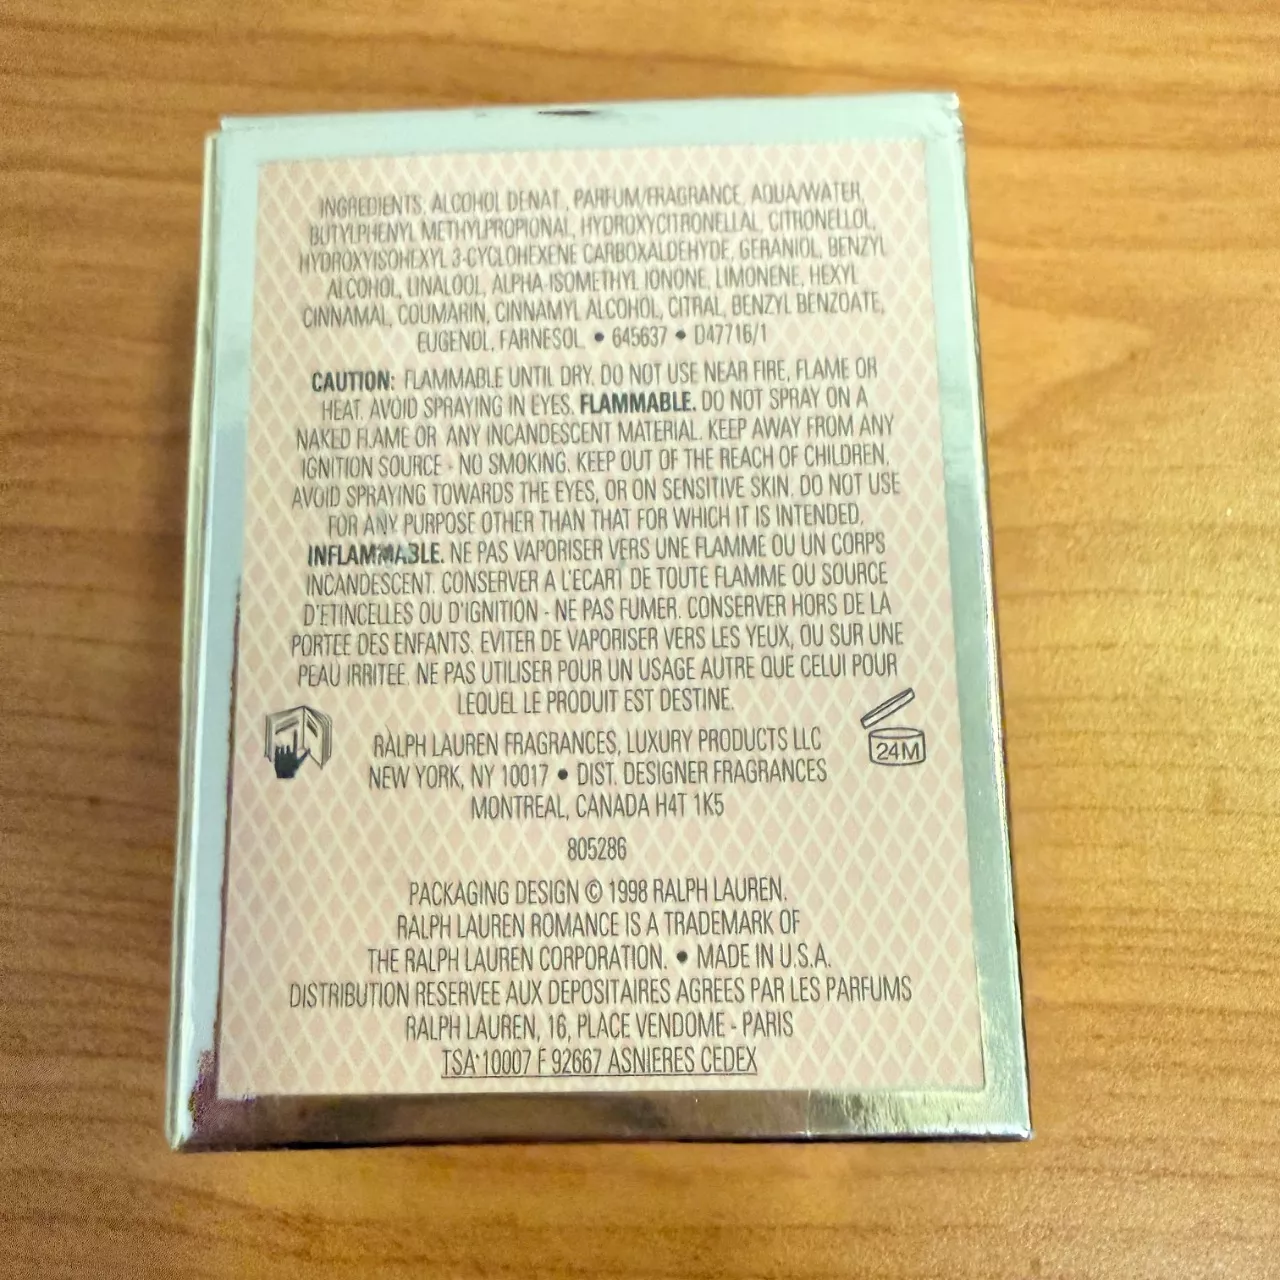 INGREDIENTS: ALCOHOL DENAT., PARFUM/FRAGRANCE, AQUA/WATER,
BUTYLPHENYL METHYLPROPIONAL, HYDROXYCITRONELLAL, CITRONELLOL,
HYDROXYISOHEXYL 3-CYCLOHEXENE CARBOXALDEHYDE, GERANIOL, BENZYL
ALCOHOL, LINALOOL, ALPHA-ISOMETHYL IONONE, LIMONENE, HEXYL
CINNAMAL, COUMARIN, CINNAMYL ALCOHOL, CITRAL, BENZYL BENZOATE,
EUGENOL, FARNESOL. • 645637 • D47716/1
CAUTION: FLAMMABLE UNTIL DRY. DO NOT USE NEAR FIRE, FLAME OR
HEAT. AVOID SPRAYING IN EYES. FLAMMABLE. DO NOT SPRAY ON A
NAKED FLAME OR ANY INCANDESCENT MATERIAL. KEEP AWAY FROM ANY
IGNITION SOURCE - NO SMOKING. KEEP OUT OF THE REACH OF CHILDREN.
AVOID SPRAYING TOWARDS THE EYES, OR ON SENSITIVE SKIN. DO NOT USE
FOR ANY PURPOSE OTHER THAN THAT FOR WHICH IT IS INTENDED.
INFLAMMABLE. NE PAS VAPORISER VERS UNE FLAMME OU UN CORPS
INCANDESCENT. CONSERVER A L'ECART DE TOUTE FLAMME OU SOURCE
D'ETINCELLES OU D'IGNITION - NE PAS FUMER. CONSERVER HORS DE LA
PORTEE DES ENFANTS. EVITER DE VAPORISER VERS LES YEUX, OU SUR UNE
PEAU IRRITEE. NE PAS UTILISER POUR UN USAGE AUTRE QUE CELUI POUR
LEQUEL LE PRODUIT EST DESTINE.
RALPH LAUREN FRAGRANCES, LUXURY PRODUCTS LLC
NEW YORK, NY 10017 • DIST. DESIGNER FRAGRANCES
MONTREAL, CANADA H4T 1K5
24M
805286
PACKAGING DESIGN © 1998 RALPH LAUREN.
RALPH LAUREN ROMANCE IS A TRADEMARK OF
THE RALPH LAUREN CORPORATION. • MADE IN U.S.A.
DISTRIBUTION RESERVEE AUX DEPOSITAIRES AGREES PAR LES PARFUMS
RALPH LAUREN, 16, PLACE VENDOME - PARIS
TSA 10007 F 92667 ASNIERES CEDEX